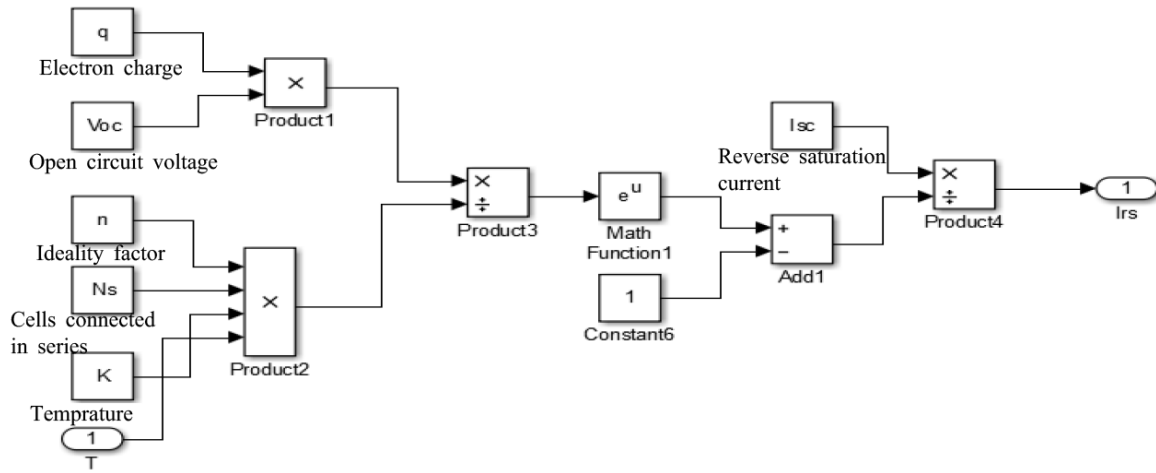 q
Electron charge
Voc
Open circuit voltage
×
Product1
n
Ideality factor
Ns
Cells connected
in series
K
Temprature
1
T
×
Product2
×
÷
Product3
e^u
Math
Function1
1
Constant6
+
−
Add1
Isc
Reverse saturation
current
×
÷
Product4
1
Irs